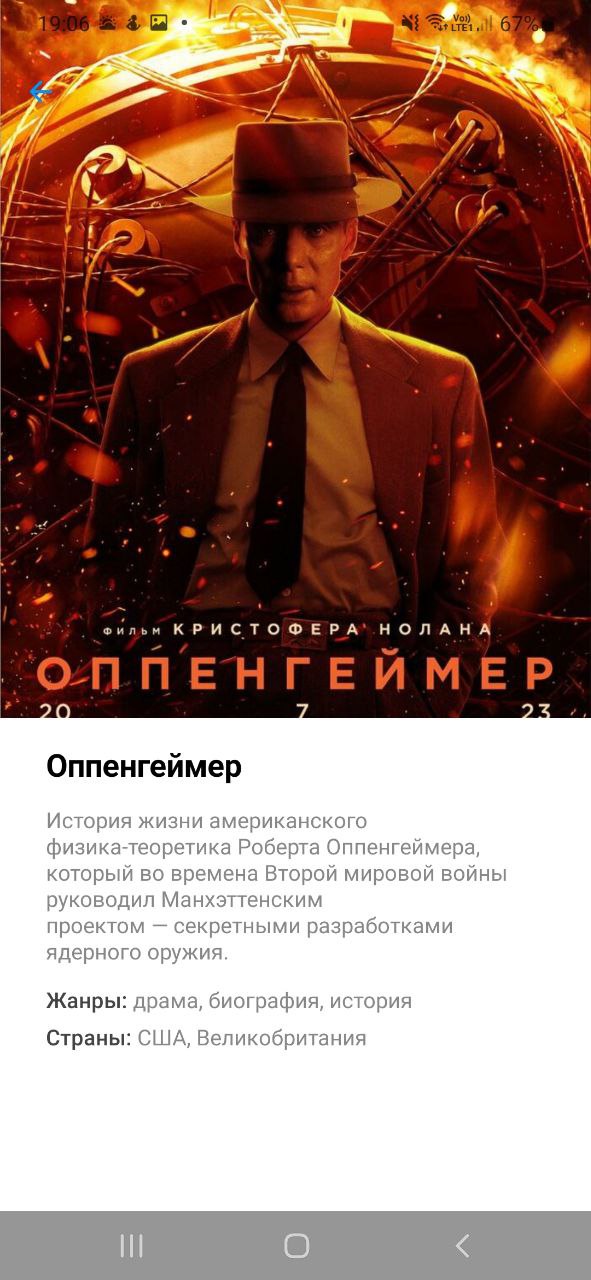 19:06
Vo)) LTE1 67%
ФИЛЬМ КРИСТОФЕРА НОЛАНА
ОППЕНГЕЙМЕР
20 7 23
Оппенгеймер
История жизни американского
физика-теоретика Роберта Оппенгеймера,
который во времена Второй мировой войны
руководил Манхэттенским
проектом — секретными разработками
ядерного оружия.
Жанры: драма, биография, история
Страны: США, Великобритания